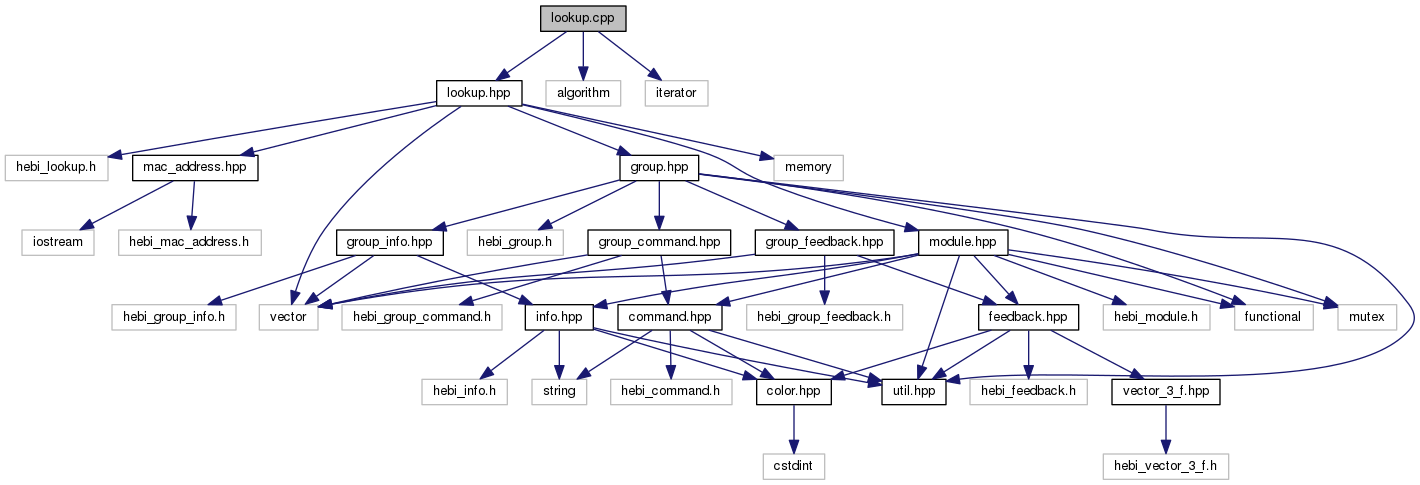 lookup.cpp
lookup.hpp
algorithm
iterator
hebi_lookup.h
mac_address.hpp
group.hpp
memory
iostream
hebi_mac_address.h
group_info.hpp
hebi_group.h
group_command.hpp
group_feedback.hpp
module.hpp
hebi_group_info.h
vector
hebi_group_command.h
info.hpp
command.hpp
hebi_group_feedback.h
feedback.hpp
hebi_module.h
functional
mutex
hebi_info.h
string
hebi_command.h
color.hpp
util.hpp
hebi_feedback.h
vector_3_f.hpp
cstdint
hebi_vector_3_f.h